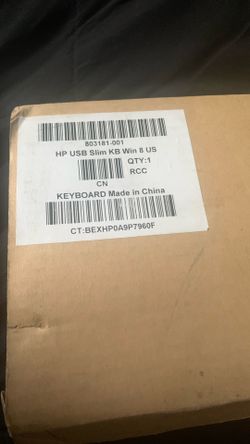 803181-001
HP USB Slim KB Win 8 US
QTY:1
RCC
CN
KEYBOARD Made in China
CT:BEXHP0A9P7960F